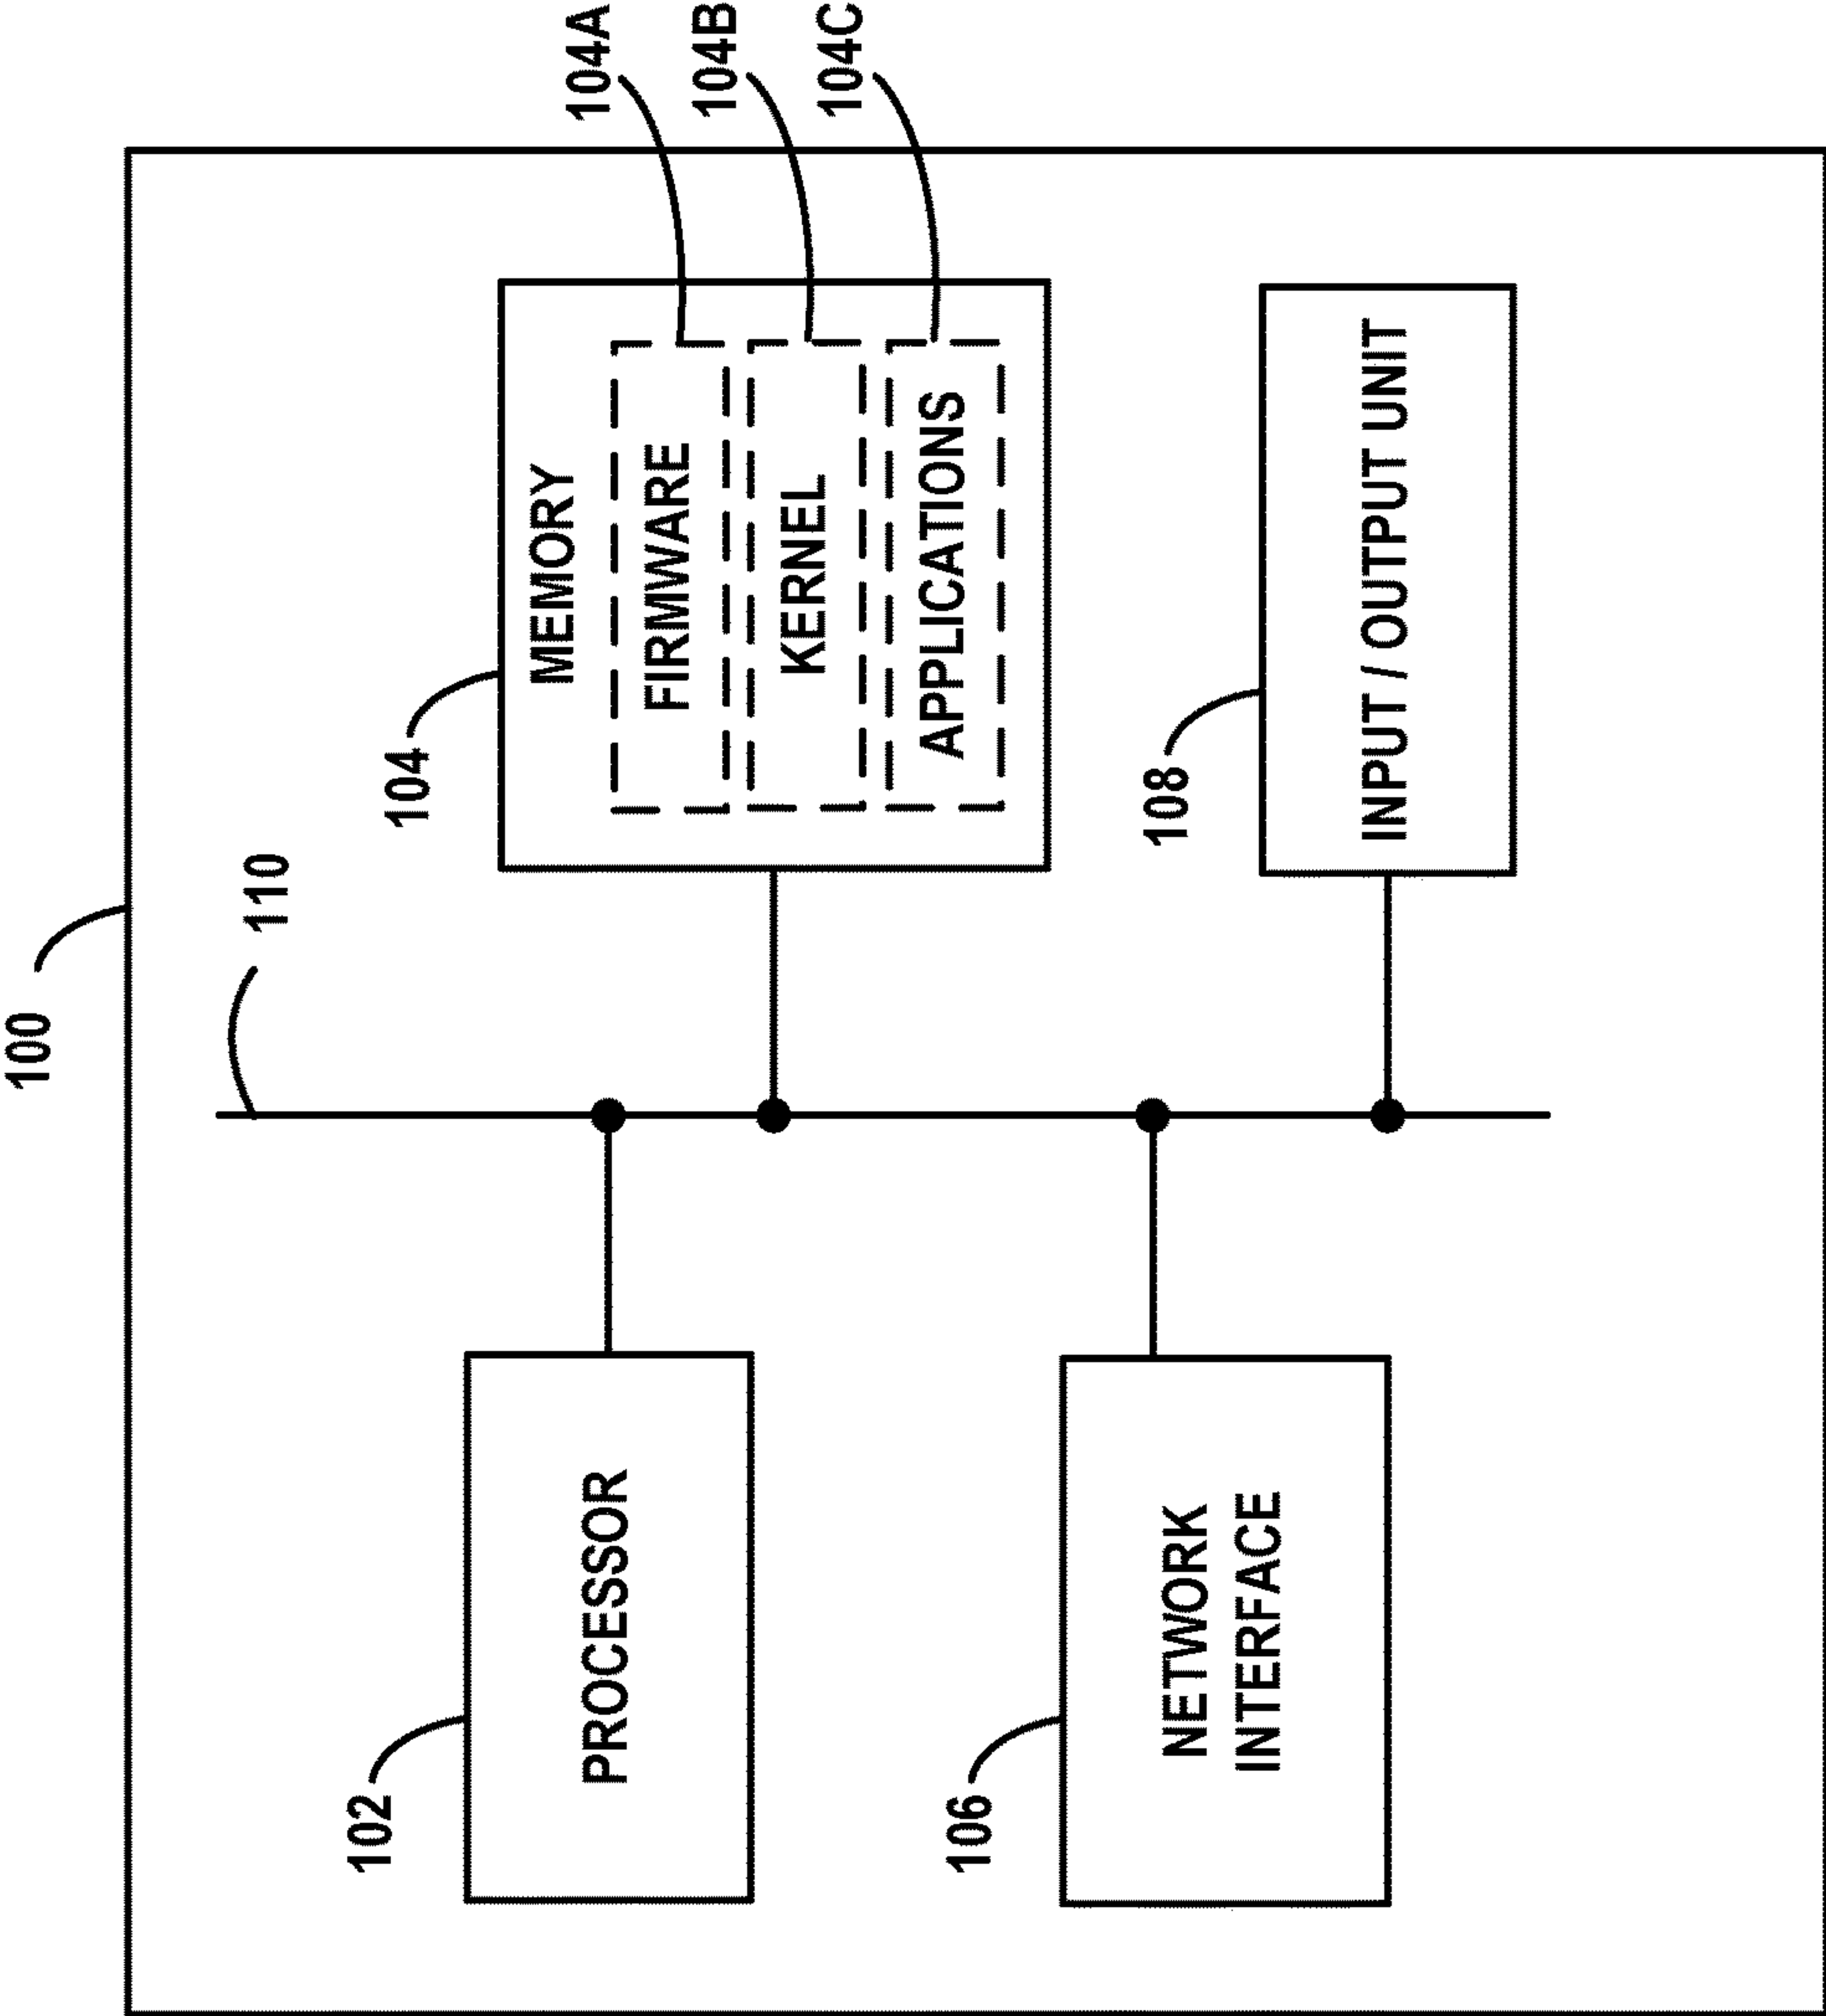 100
110
102
PROCESSOR
104
MEMORY
FIRMWARE
KERNEL
APPLICATIONS
104A
104B
104C
106
NETWORK
INTERFACE
108
INPUT / OUTPUT UNIT